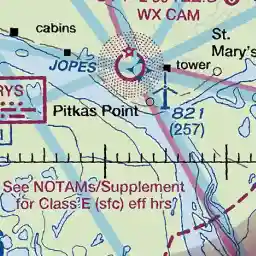 WX CAM
cabins
St.
Mary's
JOPES
tower
RYS
Pitkas Point
821
(257)
See NOTAMs/Supplement
for Class E (sfc) eff hrs